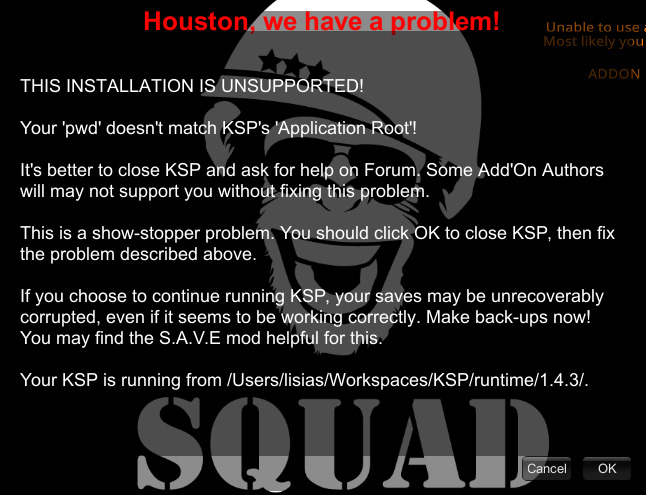 Houston, we have a problem!
Unable to use a
Most likely you
ADDON
THIS INSTALLATION IS UNSUPPORTED!
Your 'pwd' doesn't match KSP's 'Application Root'!
It's better to close KSP and ask for help on Forum. Some Add'On Authors
will may not support you without fixing this problem.
This is a show-stopper problem. You should click OK to close KSP, then fix
the problem described above.
If you choose to continue running KSP, your saves may be unrecoverably
corrupted, even if it seems to be working correctly. Make back-ups now!
You may find the S.A.V.E mod helpful for this.
Your KSP is running from /Users/lisias/Workspaces/KSP/runtime/1.4.3/.
SQUAD
Cancel OK